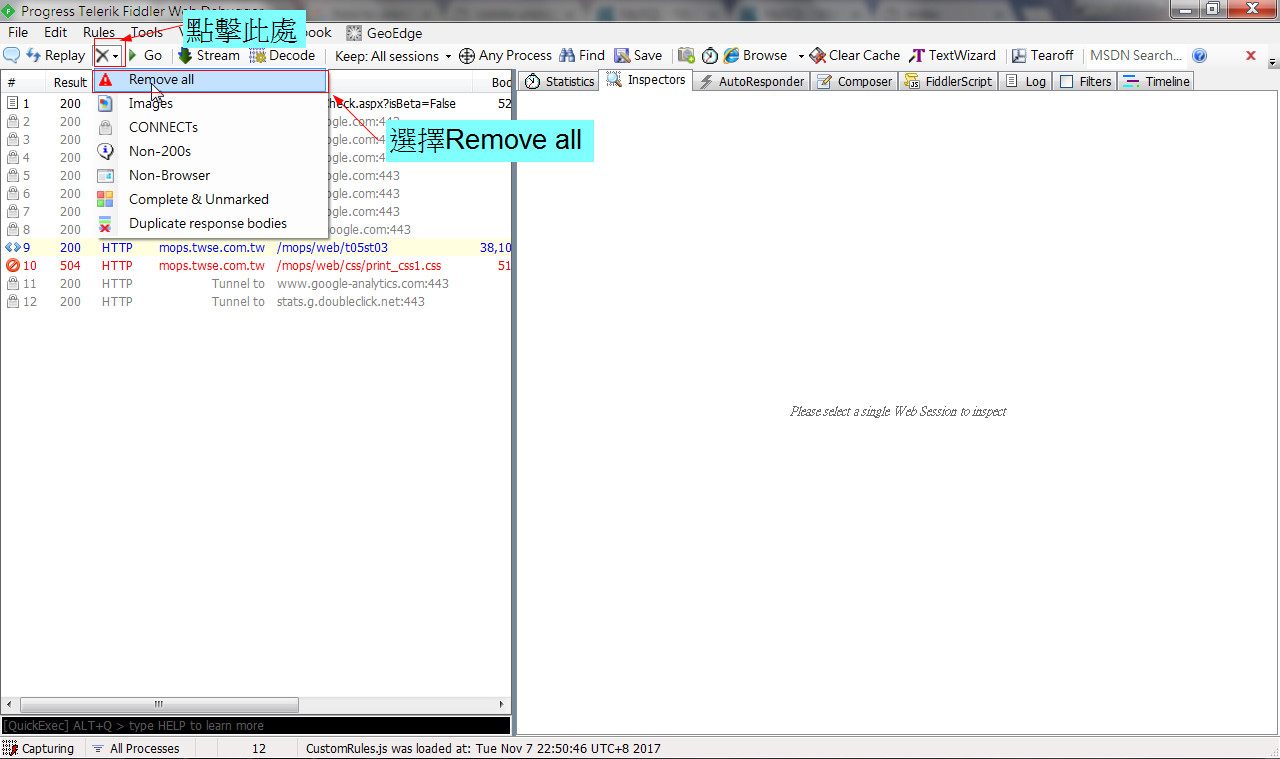 Progress Telerik Fiddler Web Debugger
File Edit Rules Tools ook GeoEdge
點擊此處
Replay Go Stream Decode Keep: All sessions Any Process Find Save Browse Clear Cache TextWizard Tearoff MSDN Search...
# Result Bod
Statistics Inspectors AutoResponder Composer FiddlerScript Log Filters Timeline
Remove all
Images
CONNECTs
Non-200s
Non-Browser
Complete & Unmarked
Duplicate response bodies
選擇Remove all
1 200 heck.aspx?isBeta=False 52
2 200 ogle.com:443
3 200 ogle.com:443
4 200
5 200 ogle.com:443
6 200 ogle.com:443
7 200 ogle.com:443
8 200 .google.com:443
9 200 HTTP mops.twse.com.tw /mops/web/t05st03 38,10
10 504 HTTP mops.twse.com.tw /mops/web/css/print_css1.css 51
11 200 HTTP Tunnel to www.google-analytics.com:443
12 200 HTTP Tunnel to stats.g.doubleclick.net:443
Please select a single Web Session to inspect
[QuickExec] ALT+Q > type HELP to learn more
Capturing All Processes 12 CustomRules.js was loaded at: Tue Nov 7 22:50:46 UTC+8 2017